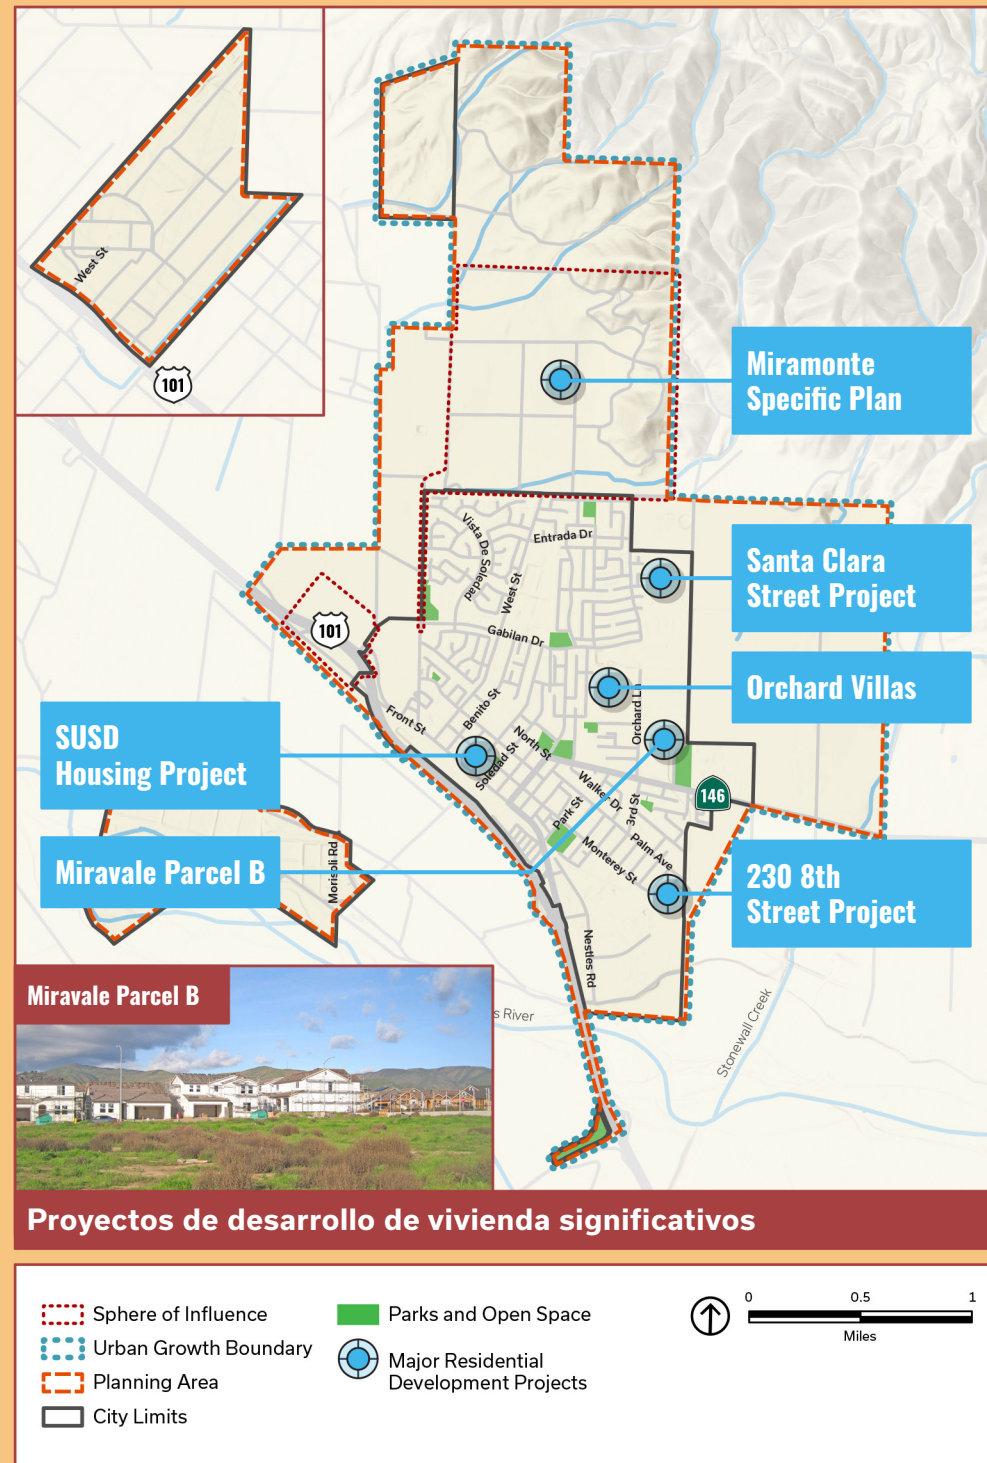 West St
101
Miramonte
Specific Plan
Vista De Soledad
Entrada Dr
West St
Santa Clara
Street Project
101
Gabilan Dr
Orchard Villas
Orchard Ln
Benito St
Front St
SUSD
Housing Project
North St
Soledad St
Walker Dr
146
3rd St
Park St
Palm Ave
Monterey St
Miravale Parcel B
Morisoli Rd
230 8th
Street Project
Nestles Rd
Miravale Parcel B
s River
Stonewall Creek
Proyectos de desarrollo de vivienda significativos
Sphere of Influence
Urban Growth Boundary
Planning Area
City Limits
Parks and Open Space
Major Residential
Development Projects
0 0.5 1
Miles